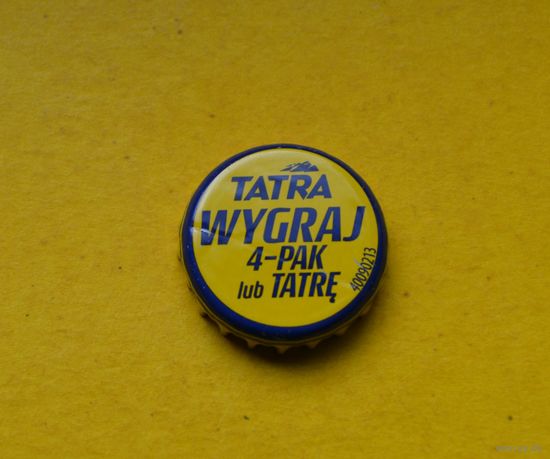 TATRA
WYGRAJ
4-PAK
lub TATRĘ
40090213